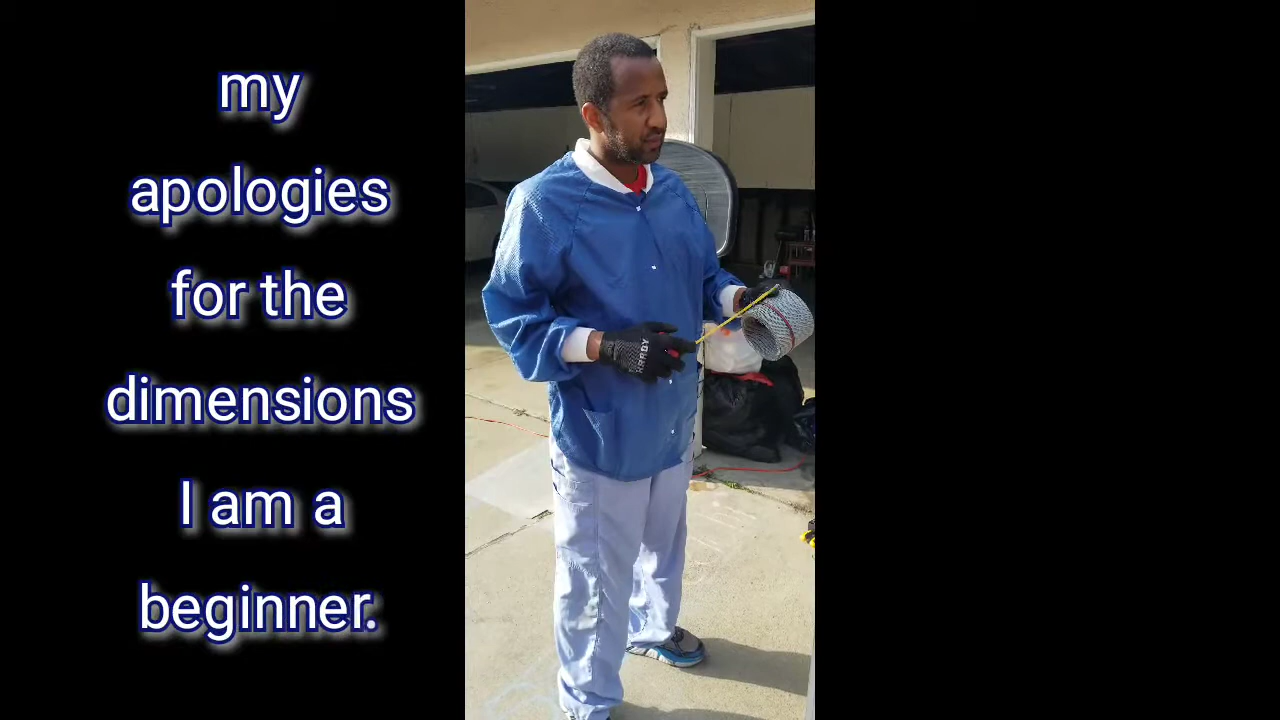 my
apologies
for the
dimensions
I am a
beginner.